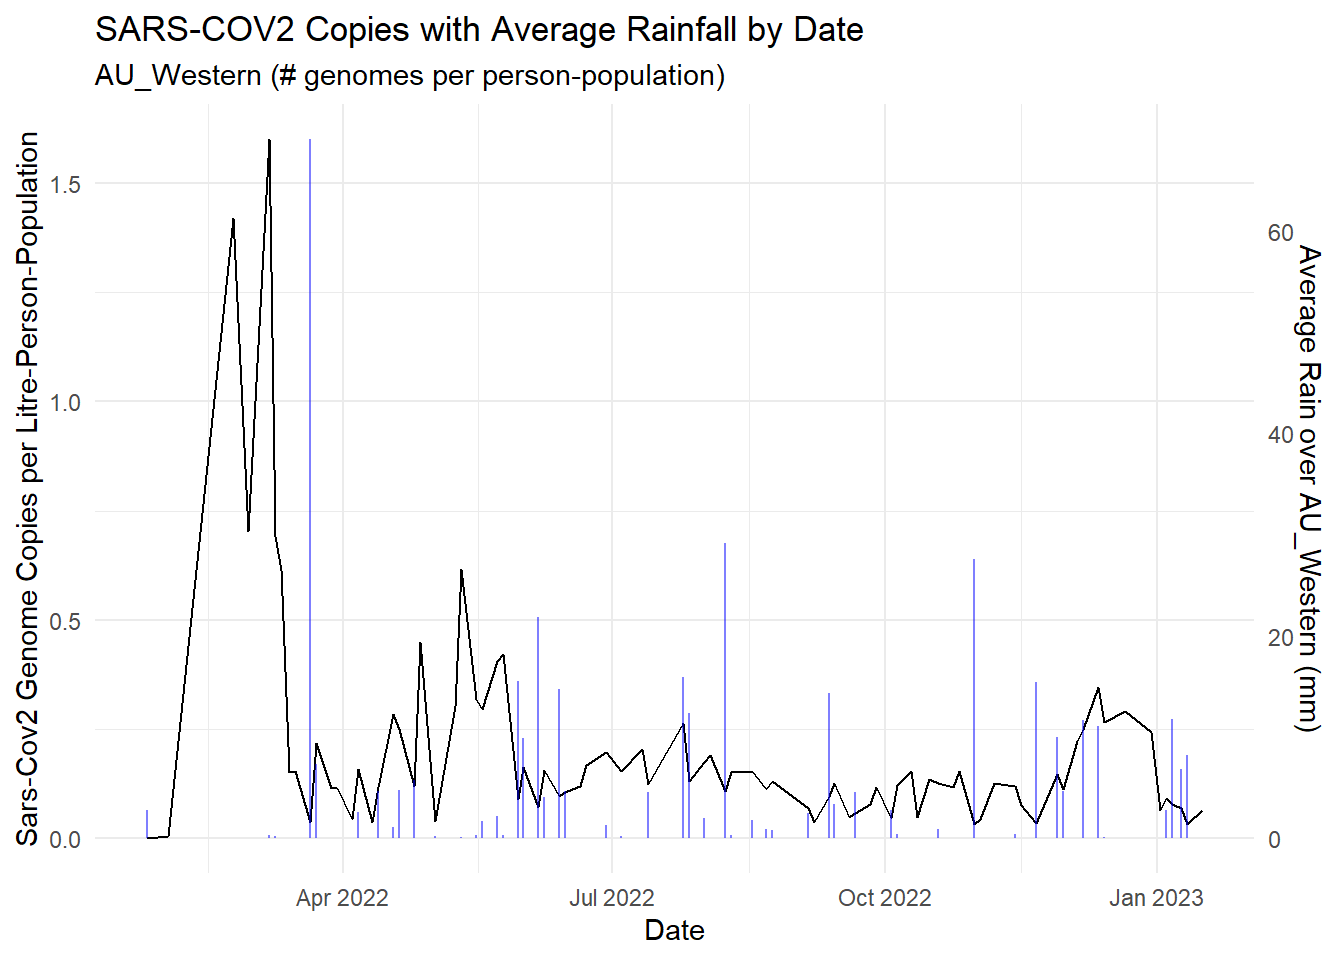 SARS-COV2 Copies with Average Rainfall by Date
AU_Western (# genomes per person-population)
Sars-Cov2 Genome Copies per Litre-Person-Population
1.5
1.0
0.5
0.0
60
40
20
0
Average Rain over AU_Western (mm)
Apr 2022
Jul 2022
Oct 2022
Jan 2023
Date